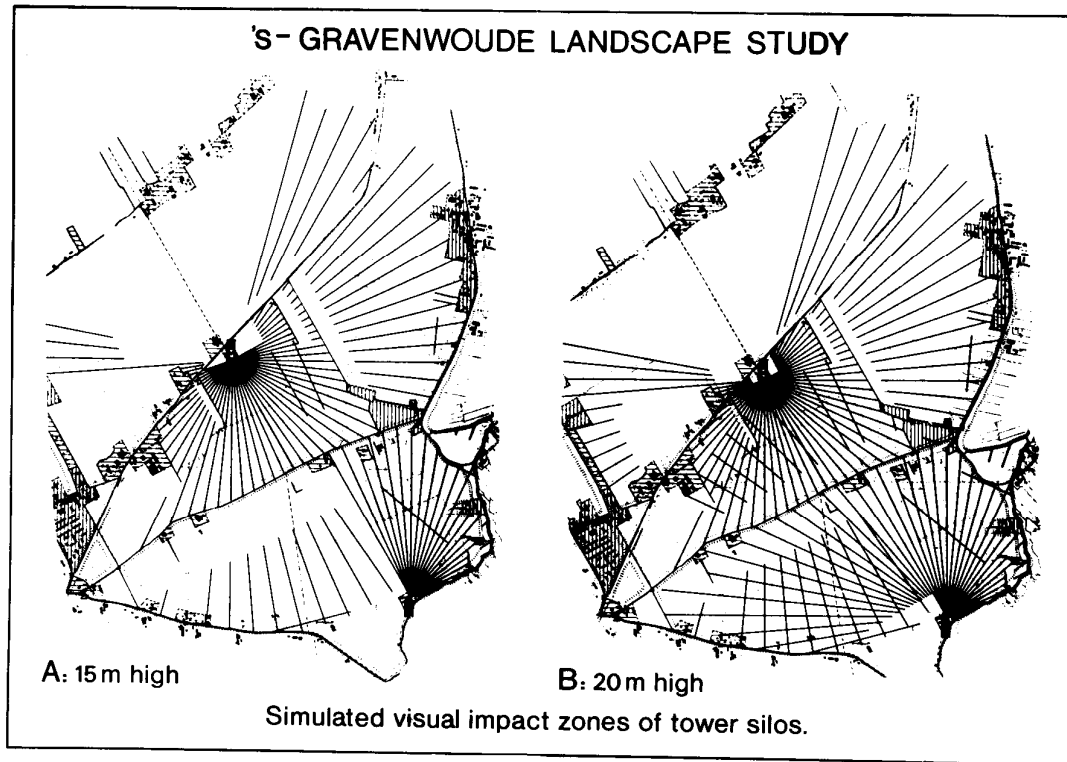 's- GRAVENWOUDE LANDSCAPE STUDY
A: 15 m high
B: 20 m high
Simulated visual impact zones of tower silos.